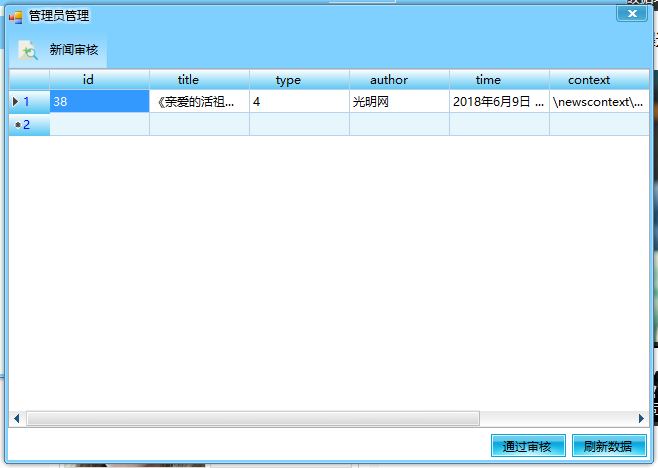 管理员管理
新闻审核
id title type author time context
1 38 《亲爱的活祖... 4 光明网 2018年6月9日 ... \newscontext\...
2
通过审核 刷新数据